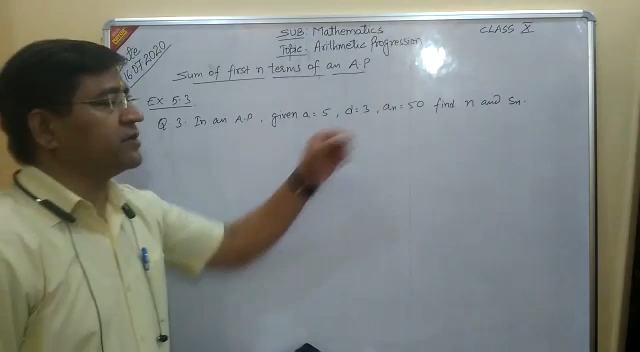 SUB. Mathematics
CLASS X
Topic. Arithmetic Progression
Date
16.07.2020
Sum of first n terms of an A.P
EX 5.3
Q 3. In an A.P, given a = 5, d = 3, an = 50 find n and Sn.